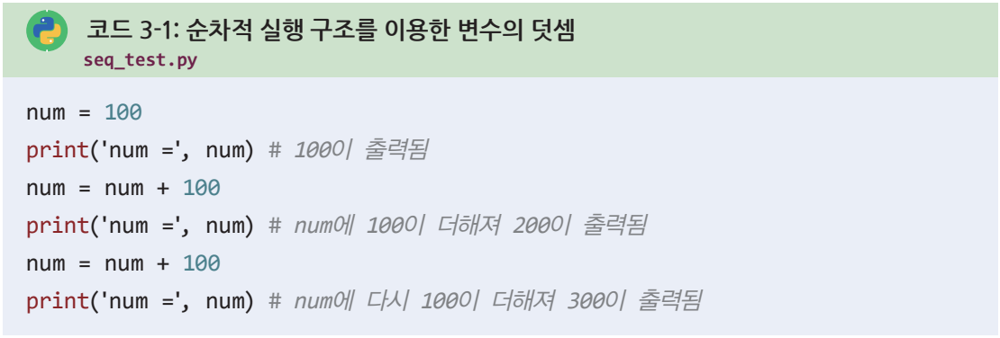 코드 3-1: 순차적 실행 구조를 이용한 변수의 덧셈
seq_test.py
num = 100
print('num =', num) # 100이 출력됨
num = num + 100
print('num =', num) # num에 100이 더해져 200이 출력됨
num = num + 100
print('num =', num) # num에 다시 100이 더해져 300이 출력됨